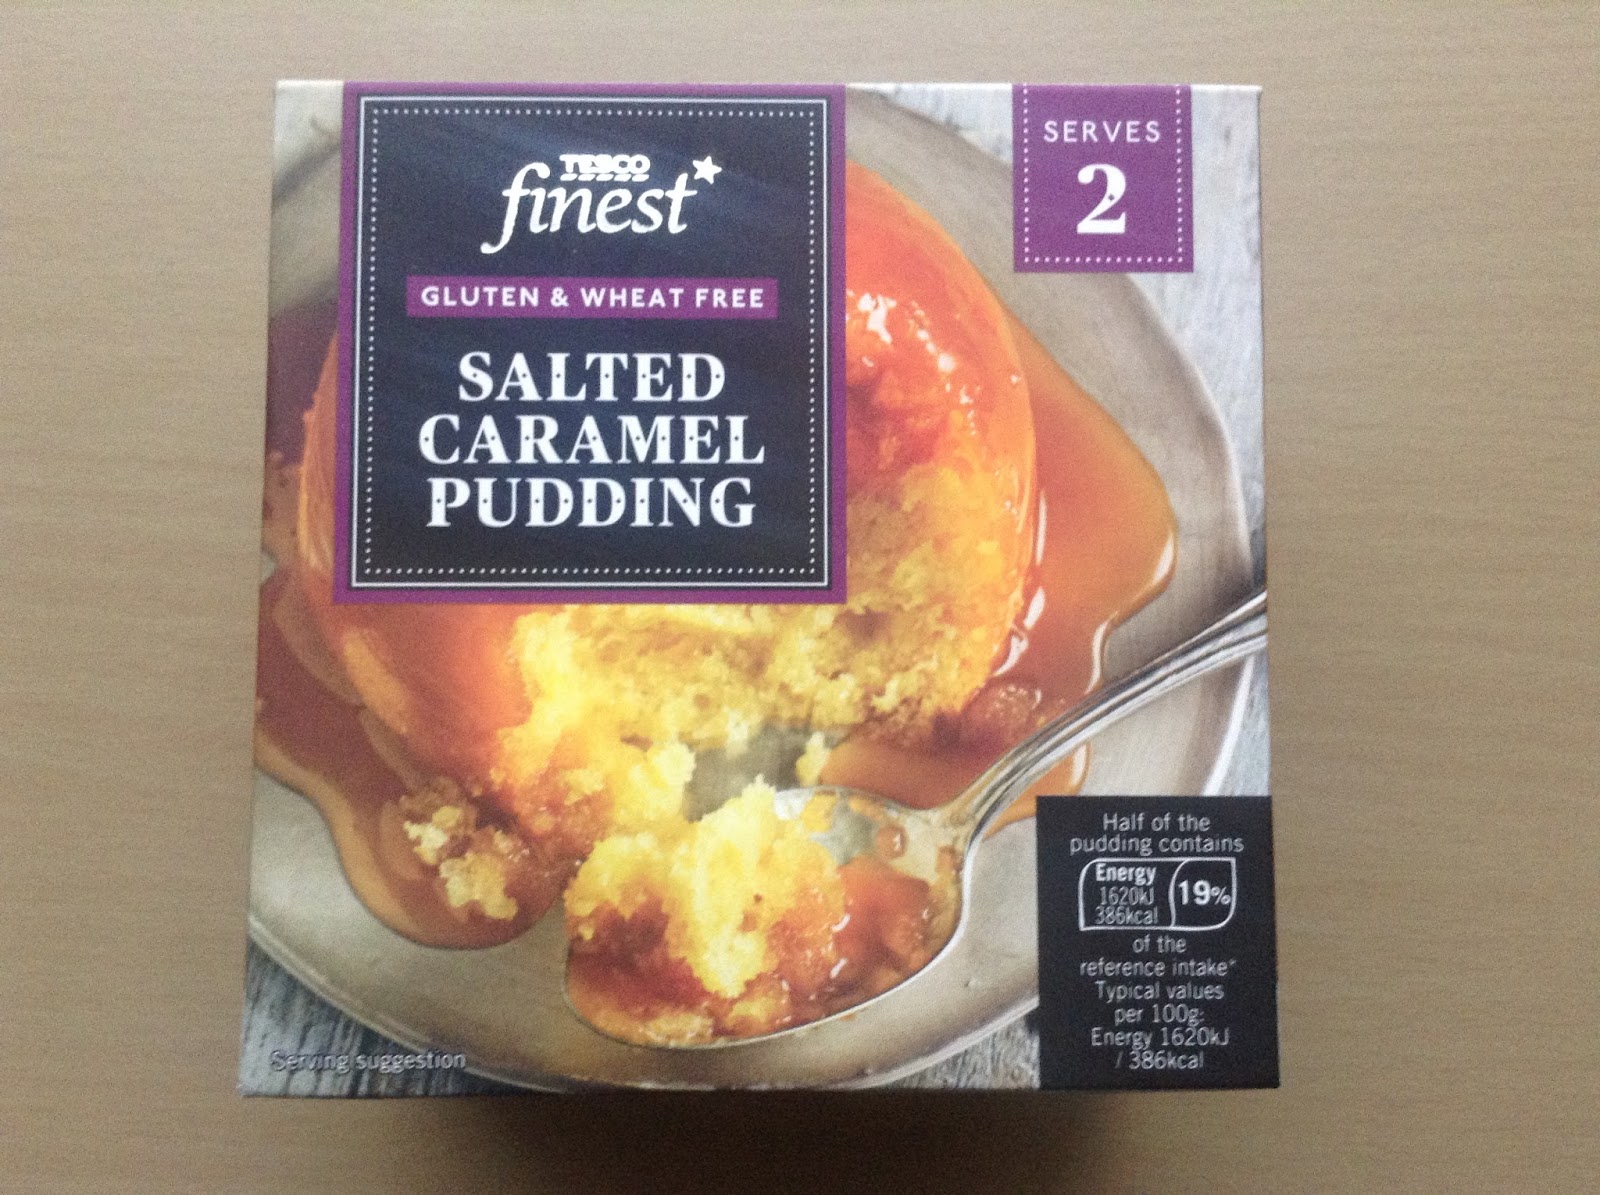 TESCO
finest*
GLUTEN & WHEAT FREE
SALTED
CARAMEL
PUDDING
SERVES
2
Half of the
pudding contains
Energy
1620kJ
386kcal
19%
of the
reference intake*
Typical values
per 100g:
Energy 1620kJ
/ 386kcal
Serving suggestion